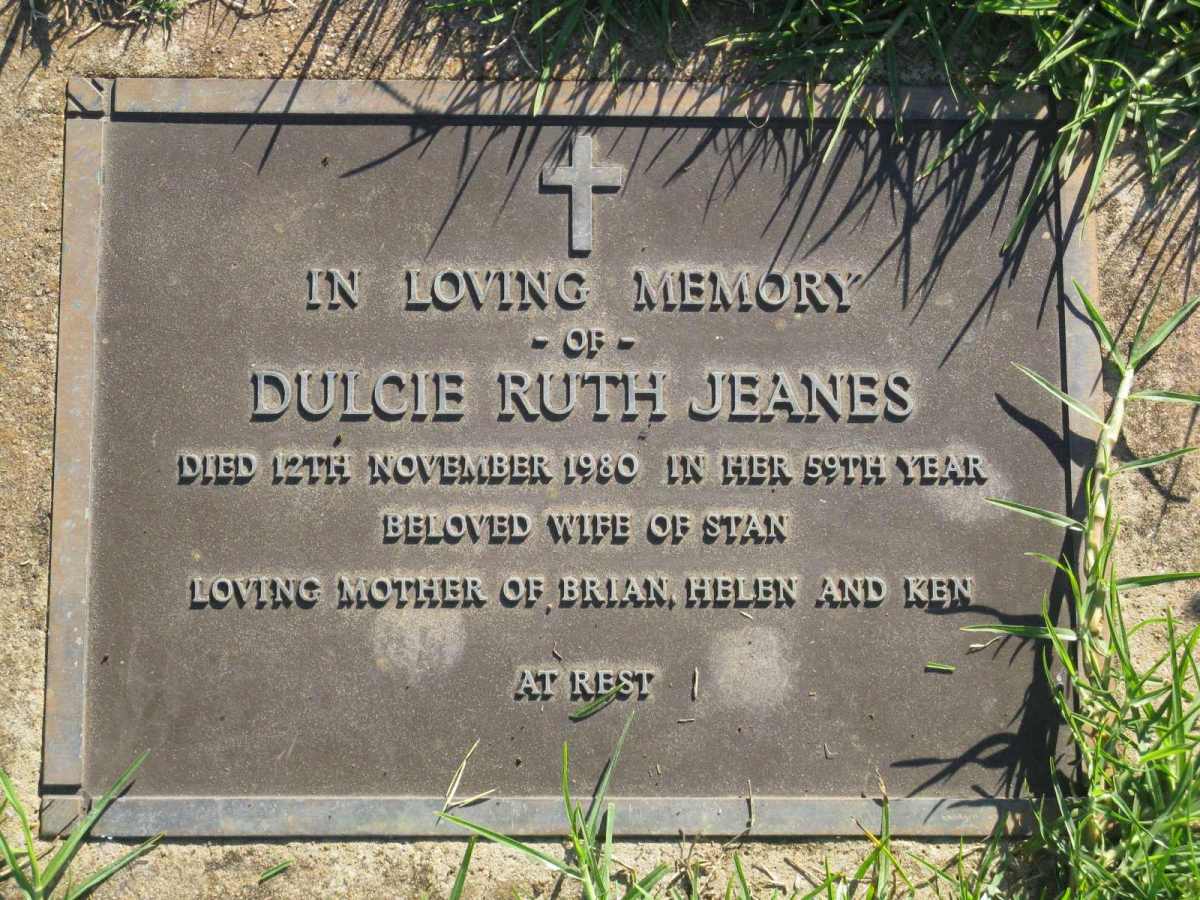 IN LOVING MEMORY
- OF -
DULCIE RUTH JEANES
DIED 12TH NOVEMBER 1980 IN HER 59TH YEAR
BELOVED WIFE OF STAN
LOVING MOTHER OF BRIAN, HELEN AND KEN
AT REST